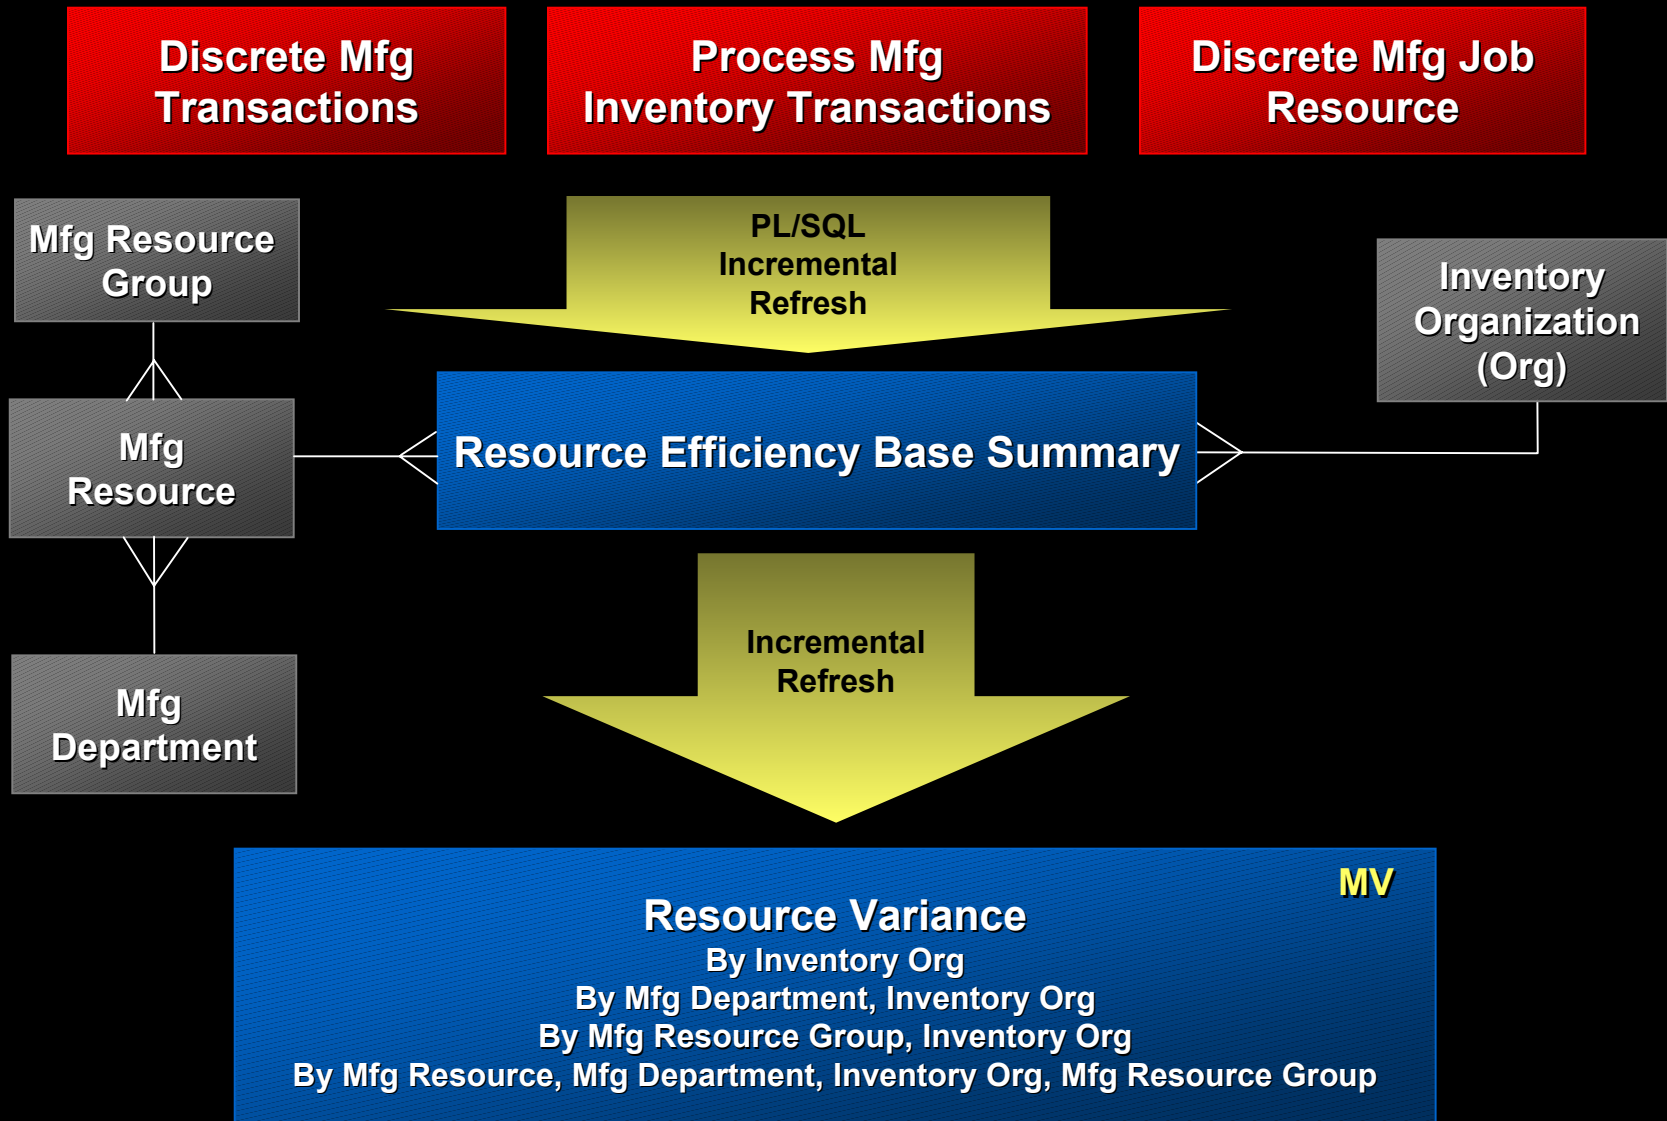 Discrete Mfg
Transactions
Process Mfg
Inventory Transactions
Discrete Mfg Job
Resource
Mfg Resource
Group
PL/SQL
Incremental
Refresh
Inventory
Organization
(Org)
Mfg
Resource
Resource Efficiency Base Summary
Mfg
Department
Incremental
Refresh
MV
Resource Variance
By Inventory Org
By Mfg Department, Inventory Org
By Mfg Resource Group, Inventory Org
By Mfg Resource, Mfg Department, Inventory Org, Mfg Resource Group